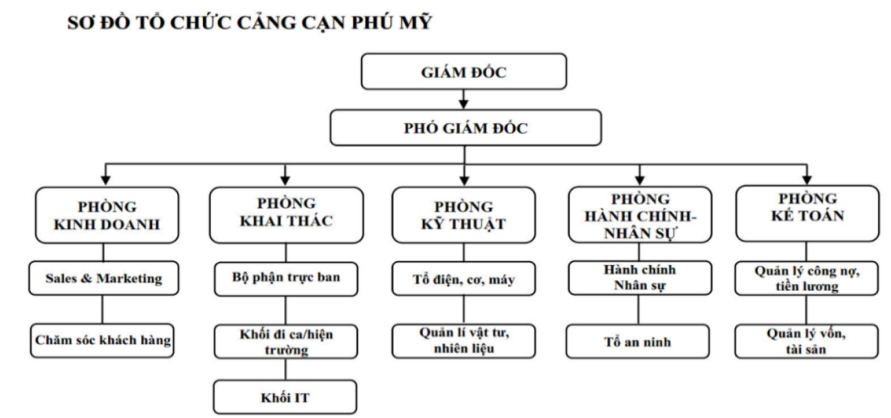 SƠ ĐỒ TỔ CHỨC CẢNG CẠN PHÚ MỸ
GIÁM ĐỐC
PHÓ GIÁM ĐỐC
PHÒNG
KINH DOANH
PHÒNG
KHAI THÁC
PHÒNG
KỸ THUẬT
PHÒNG
HÀNH CHÍNH-
NHÂN SỰ
PHÒNG
KẾ TOÁN
Sales & Marketing
Bộ phận trực ban
Tổ điện, cơ, máy
Hành chính
Nhân sự
Quản lý công nợ,
tiền lương
Chăm sóc khách hàng
Khối đi ca/hiện
trường
Quản lí vật tư,
nhiên liệu
Tổ an ninh
Quản lý vốn,
tài sản
Khối IT